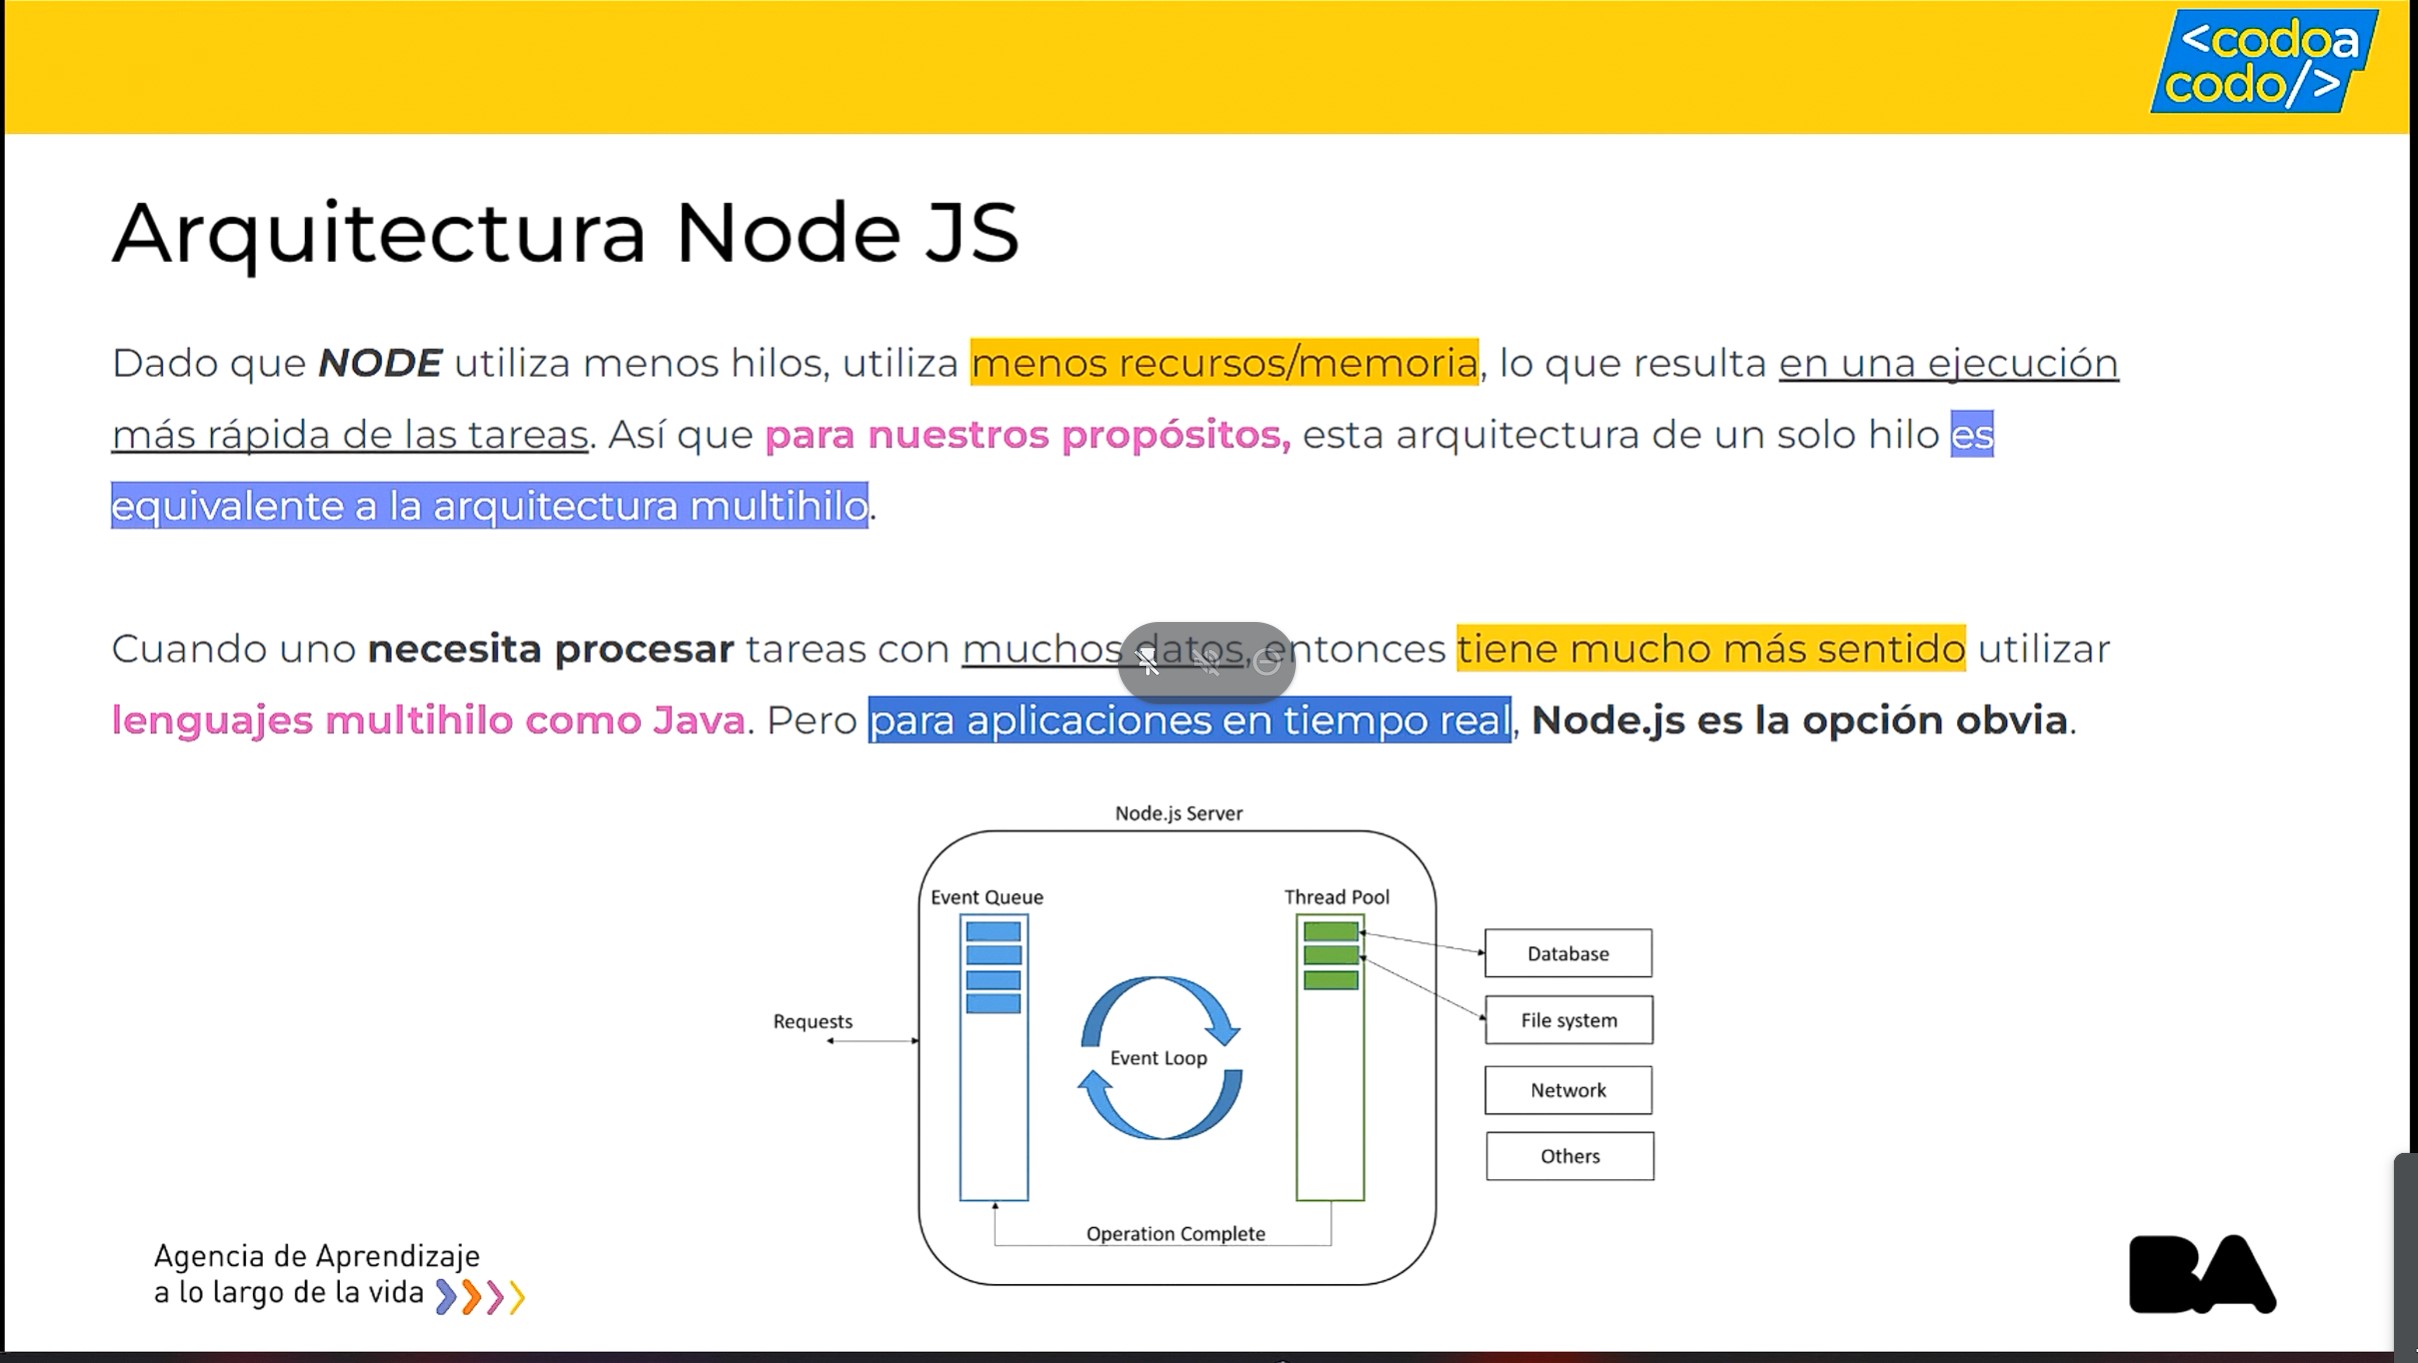 <codoa
codo/>
Arquitectura Node JS
Dado que NODE utiliza menos hilos, utiliza menos recursos/memoria, lo que resulta en una ejecución
más rápida de las tareas. Así que para nuestros propósitos, esta arquitectura de un solo hilo es
equivalente a la arquitectura multihilo.
Cuando uno necesita procesar tareas con muchos datos, entonces tiene mucho más sentido utilizar
lenguajes multihilo como Java. Pero para aplicaciones en tiempo real, Node.js es la opción obvia.
Node.js Server
Event Queue
Thread Pool
Database
File system
Requests
Event Loop
Network
Others
Operation Complete
Agencia de Aprendizaje
a lo largo de la vida
BA